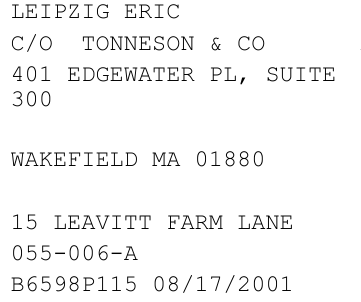 LEIPZIG ERIC
C/O TONNESON & CO
401 EDGEWATER PL, SUITE
300
WAKEFIELD MA 01880
15 LEAVITT FARM LANE
055-006-A
B6598P115 08/17/2001